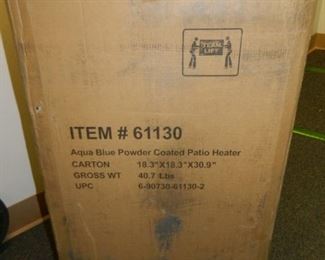 TEAM
LIFT
ITEM # 61130
Aqua Blue Powder Coated Patio Heater
CARTON 18.3"X18.3"X30.9"
GROSS WT 40.7 Lbs
UPC 6-90730-61130-2